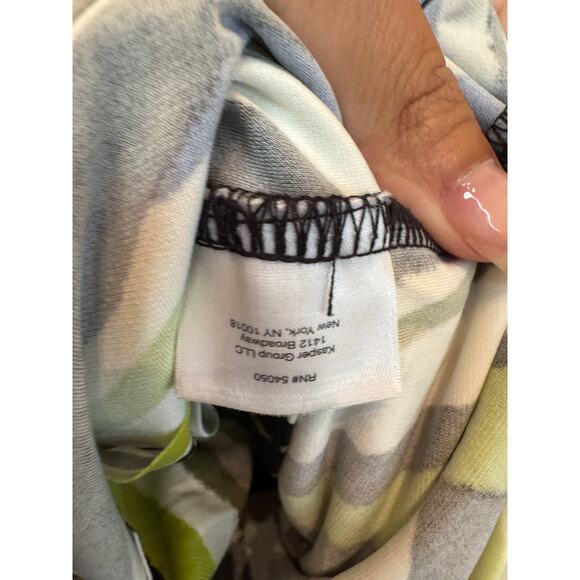 RN# 54050
Kasper Group LLC
1412 Broadway
New York, NY 10018